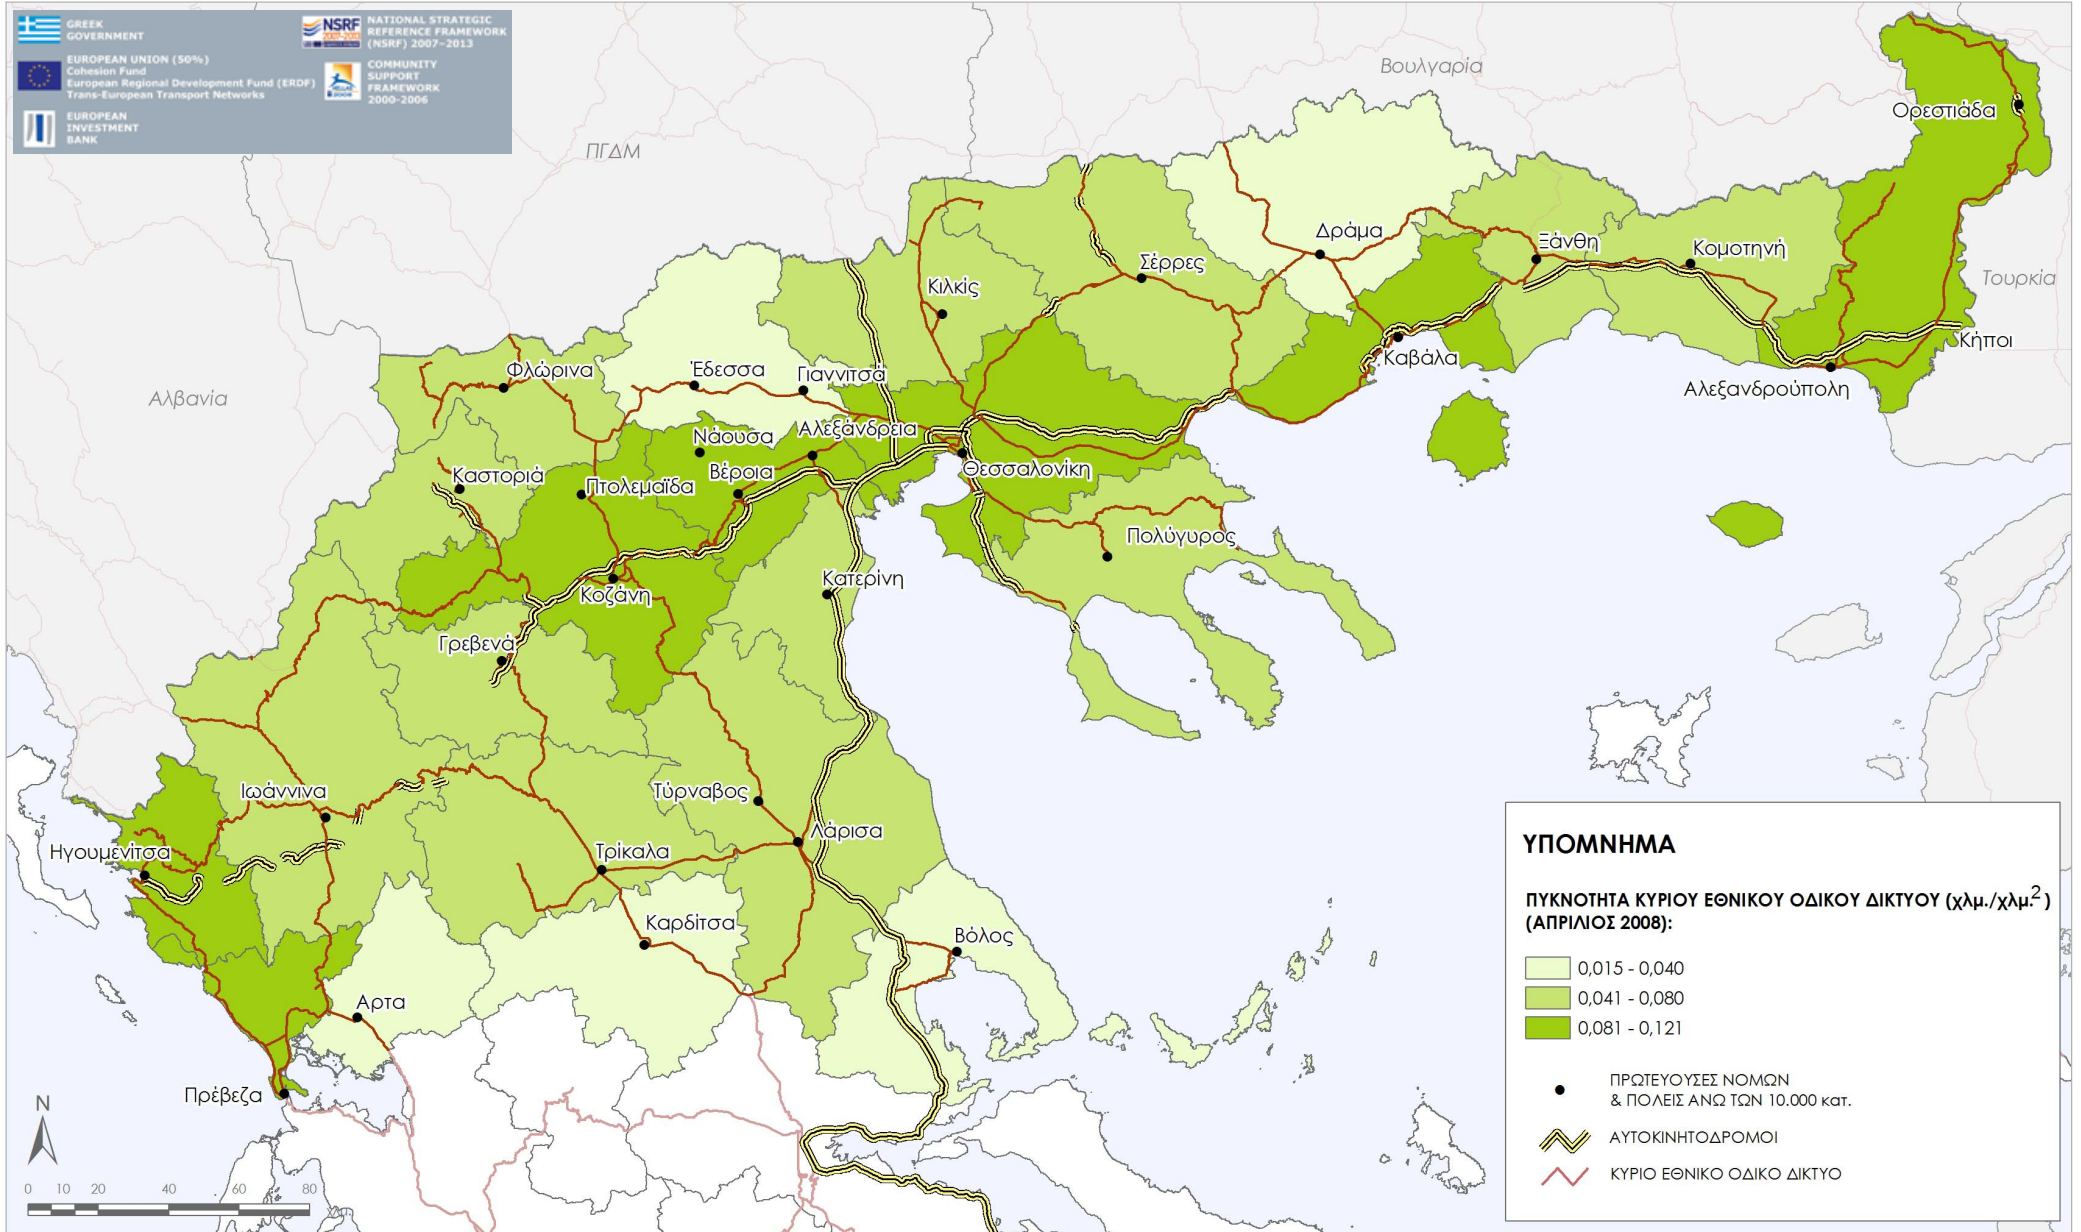 GREEK
GOVERNMENT
NSRF
2007-2013
NATIONAL STRATEGIC
REFERENCE FRAMEWORK
(NSRF) 2007–2013
EUROPEAN UNION (50%)
Cohesion Fund
European Regional Development Fund (ERDF)
Trans-European Transport Networks
COMMUNITY
SUPPORT
FRAMEWORK
2000-2006
EUROPEAN
INVESTMENT
BANK
Βουλγαρία
ΠΓΔΜ
Ορεστιάδα
Δράμα
Ξάνθη
Κομοτηνή
Σέρρες
Τουρκία
Κιλκίς
Κήποι
Καβάλα
Φλώρινα
Έδεσσα
Γιαννιτσά
Αλβανία
Αλεξανδρούπολη
Νάουσα
Αλεξάνδρεια
Καστοριά
Πτολεμαϊδα
Βέροια
Θεσσαλονίκη
Πολύγυρος
Κατερίνη
Κοζάνη
Γρεβενά
Ιωάννινα
Τύρναβος
Λάρισα
Ηγουμενίτσα
Τρίκαλα
Καρδίτσα
Βόλος
Αρτα
Πρέβεζα
N
0 10 20 40 60 80
ΥΠΟΜΝΗΜΑ
ΠΥΚΝΟΤΗΤΑ ΚΥΡΙΟΥ ΕΘΝΙΚΟΥ ΟΔΙΚΟΥ ΔΙΚΤΥΟΥ (χλμ./χλμ.²)
(ΑΠΡΙΛΙΟΣ 2008):
0,015 - 0,040
0,041 - 0,080
0,081 - 0,121
ΠΡΩΤΕΥΟΥΣΕΣ ΝΟΜΩΝ
& ΠΟΛΕΙΣ ΑΝΩ ΤΩΝ 10.000 κατ.
ΑΥΤΟΚΙΝΗΤΟΔΡΟΜΟΙ
ΚΥΡΙΟ ΕΘΝΙΚΟ ΟΔΙΚΟ ΔΙΚΤΥΟ